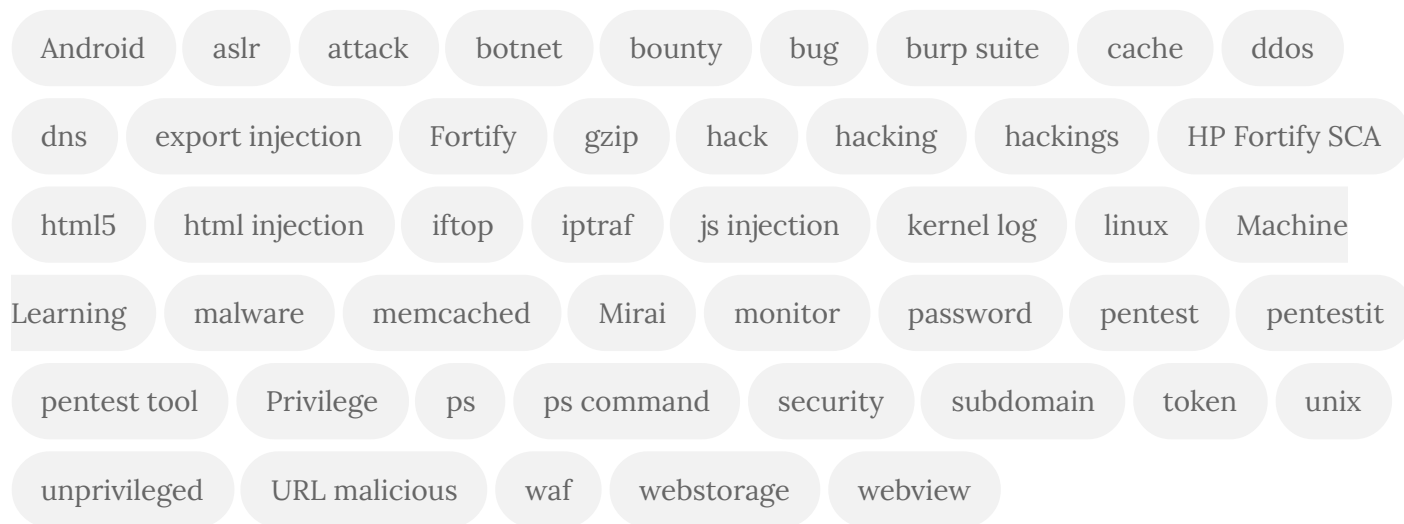 Android aslr attack botnet bounty bug burp suite cache ddos
dns export injection Fortify gzip hack hacking hackings HP Fortify SCA
html5 html injection iftop iptraf js injection kernel log linux Machine
Learning malware memcached Mirai monitor password pentest pentestit
pentest tool Privilege ps ps command security subdomain token unix
unprivileged URL malicious waf webstorage webview